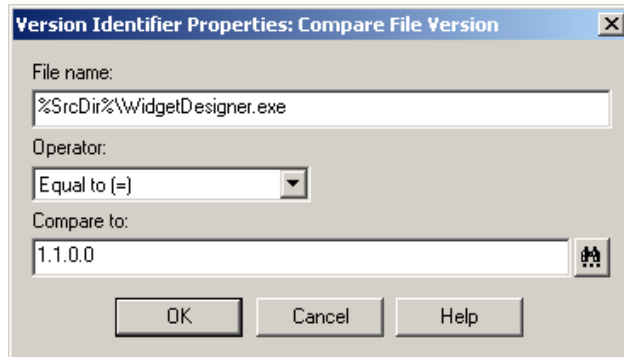 Version Identifier Properties: Compare File Version
File name:
%SrcDir%\WidgetDesigner.exe
Operator:
Equal to (=)
Compare to:
1.1.0.0
OK Cancel Help